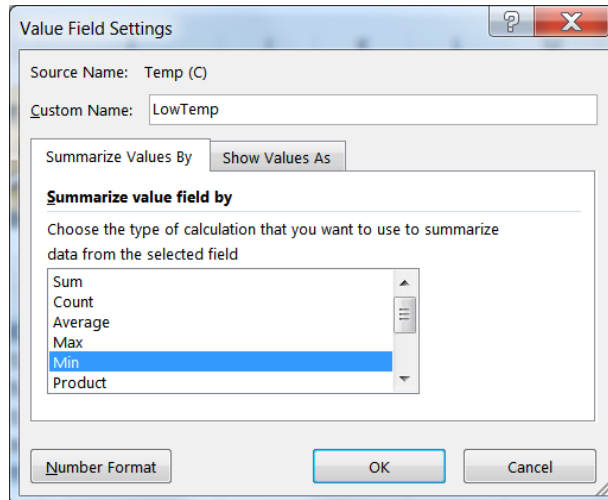 Value Field Settings
Source Name: Temp (C)
Custom Name: LowTemp
Summarize Values By Show Values As
Summarize value field by
Choose the type of calculation that you want to use to summarize
data from the selected field
Sum
Count
Average
Max
Min
Product
Number Format OK Cancel